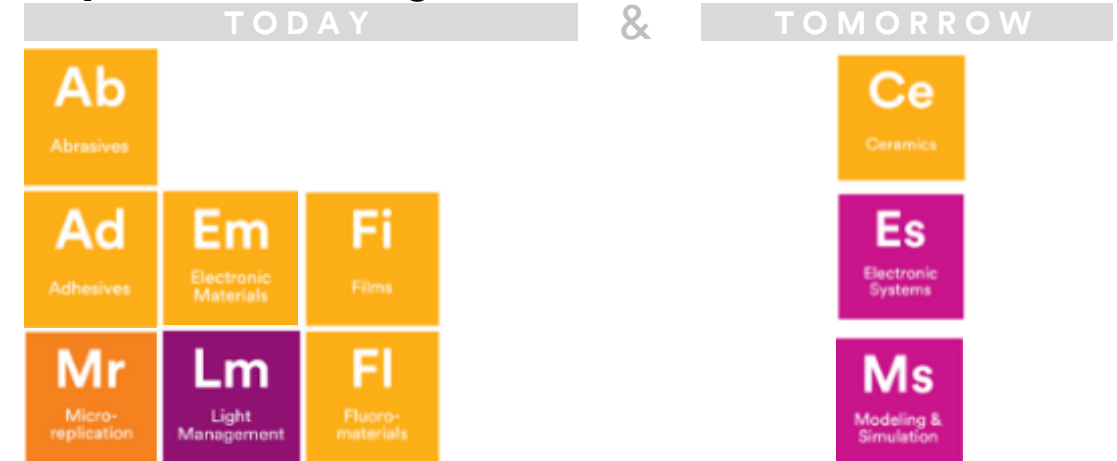 TODAY & TOMORROW
Ab
Abrasives
Ce
Ceramics
Ad
Adhesives
Em
Electronic
Materials
Fi
Films
Es
Electronic
Systems
Mr
Micro-
replication
Lm
Light
Management
Fl
Fluoro-
materials
Ms
Modeling &
Simulation